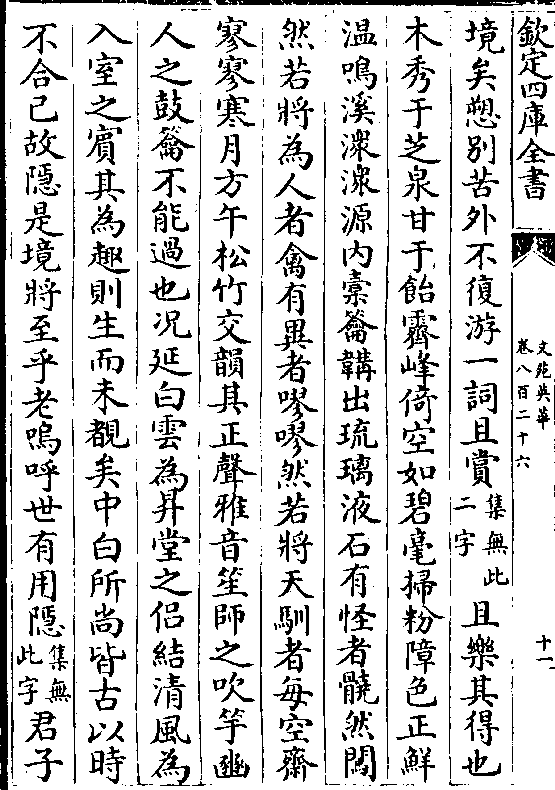 欽定四庫全書
文苑英華
卷八百二十六
十一
境矣愬别苦外不復游一詞且賞集無此二字且樂其得也
木秀于芝泉甘于飴霽峰倚空如碧毫掃粉障色正鮮
温鳴溪潨潨源内槖籥韝出琉璃液石有怪者髐然闖
然若將為人者禽有異者嘐嘐然若將天馴者每空齋
寥寥寒月方午松竹交韻其正聲雅音笙師之吹竽豳
人之鼓籥不能過也况延白雲為昇堂之侣結清風為
入室之賓其為趣則生而未覩矣中白所尚皆古以時
不合已故隱是境將至乎老嗚呼世有用隱集無此字君子